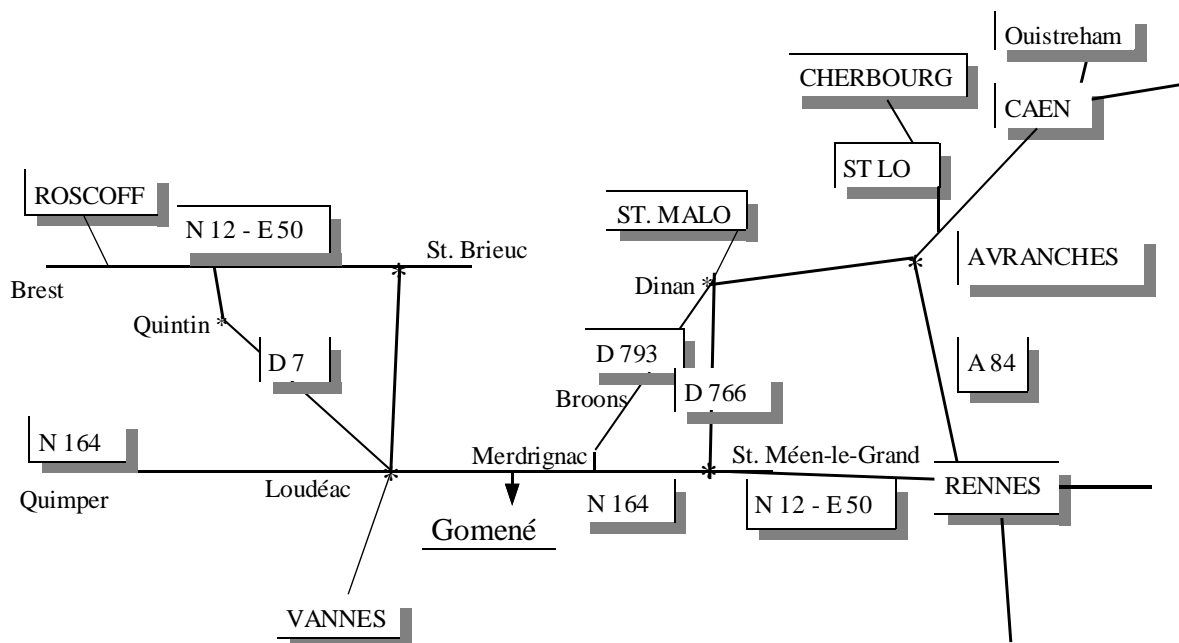 Ouistreham
CHERBOURG
CAEN
ST LO
ROSCOFF
N 12 - E 50
ST. MALO
St. Brieuc
AVRANCHES
Brest
Dinan *
Quintin *
D 7
D 793
A 84
Broons
D 766
N 164
Merdrignac
St. Méen-le-Grand
Quimper
Loudéac
RENNES
N 164
N 12 - E 50
Gomené
VANNES